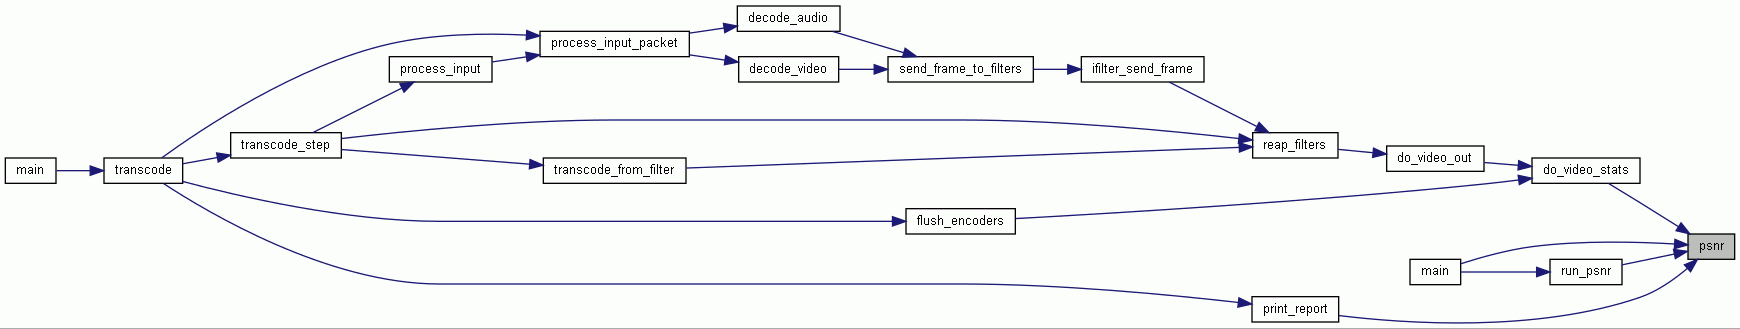 decode_audio
process_input_packet
process_input
decode_video
send_frame_to_filters
ifilter_send_frame
transcode_step
reap_filters
do_video_out
main
transcode
transcode_from_filter
do_video_stats
flush_encoders
psnr
main
run_psnr
print_report